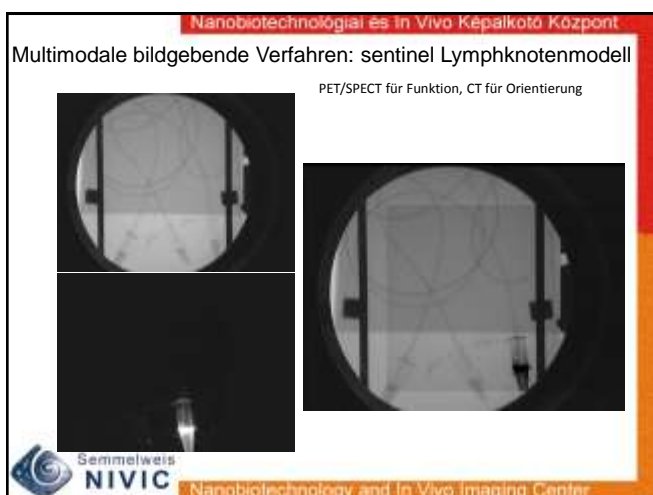 Nanobiotechnológiai és In Vivo Képalkotó Központ
Multimodale bildgebende Verfahren: sentinel Lymphknotenmodell
PET/SPECT für Funktion, CT für Orientierung
Semmelweis
NIVIC
Nanobiotechnology and In Vivo Imaging Center